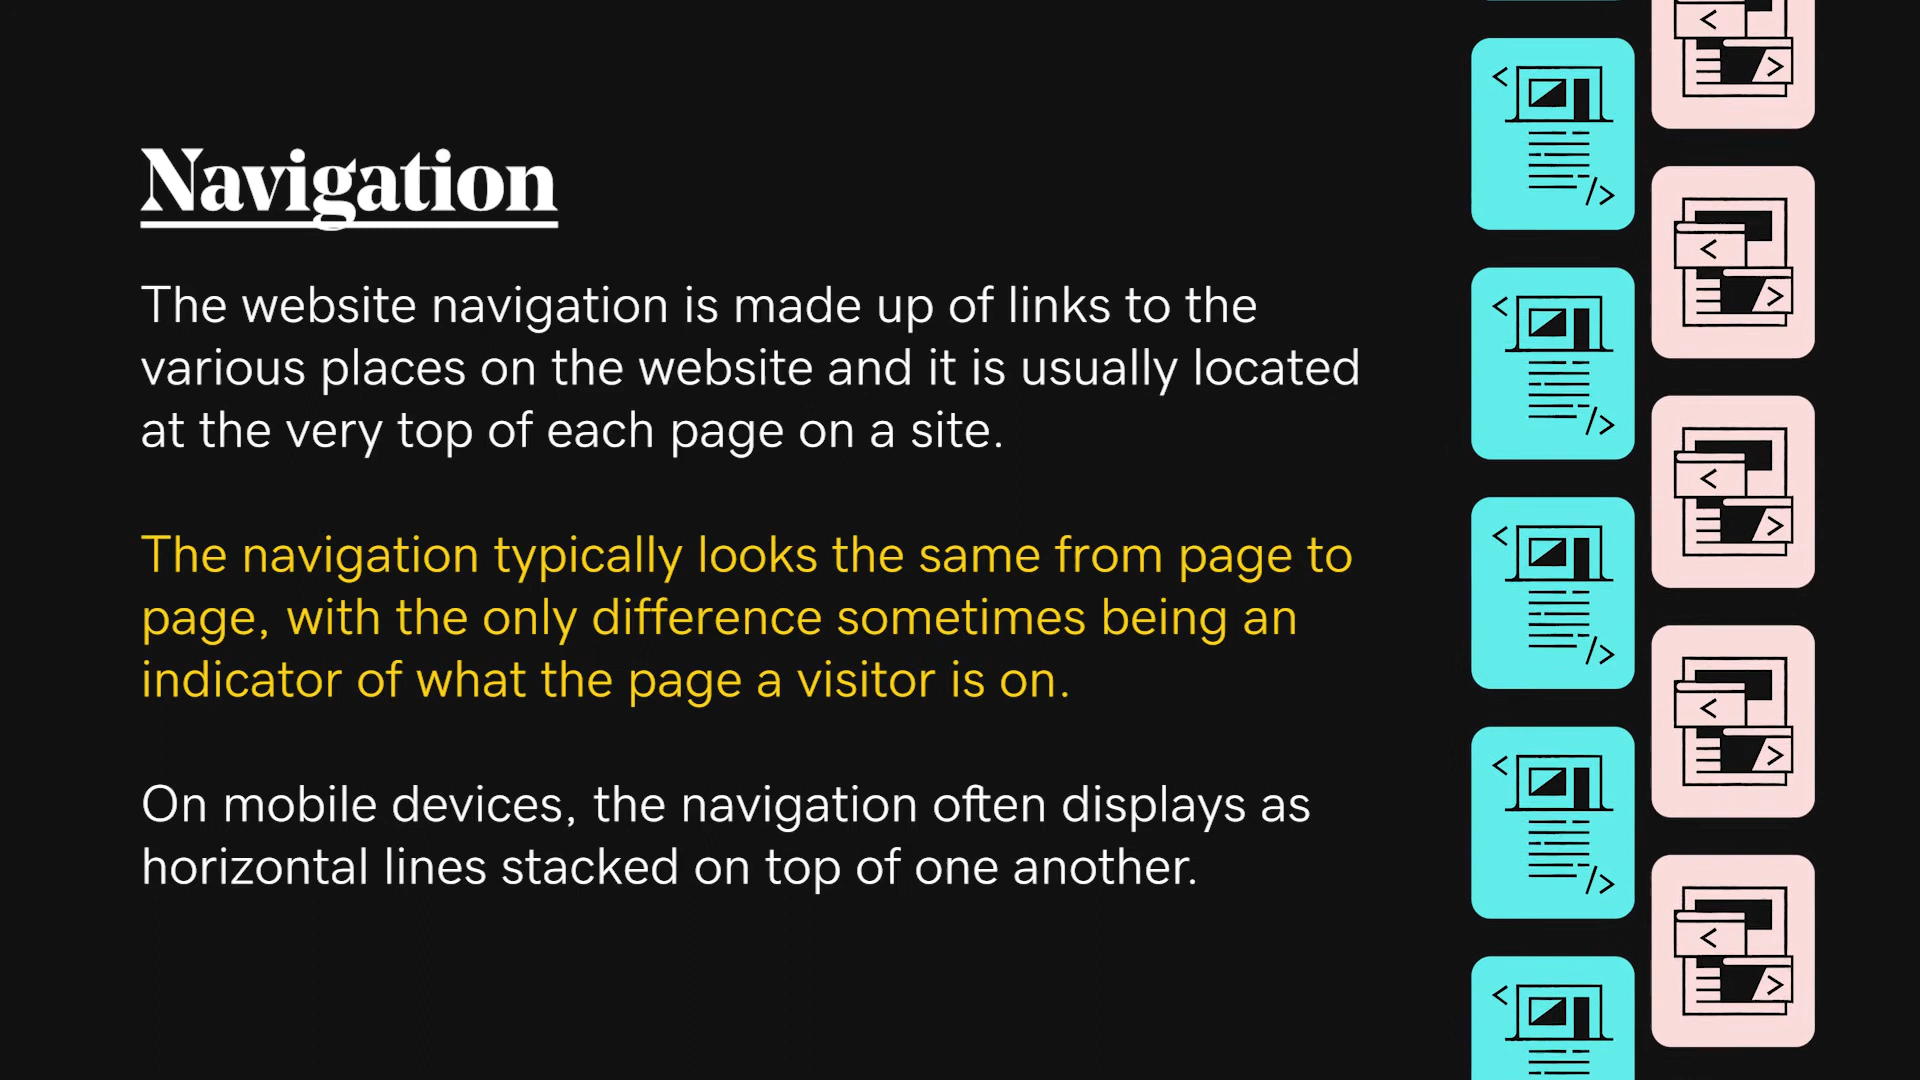 Navigation
The website navigation is made up of links to the
various places on the website and it is usually located
at the very top of each page on a site.
The navigation typically looks the same from page to
page, with the only difference sometimes being an
indicator of what the page a visitor is on.
On mobile devices, the navigation often displays as
horizontal lines stacked on top of one another.